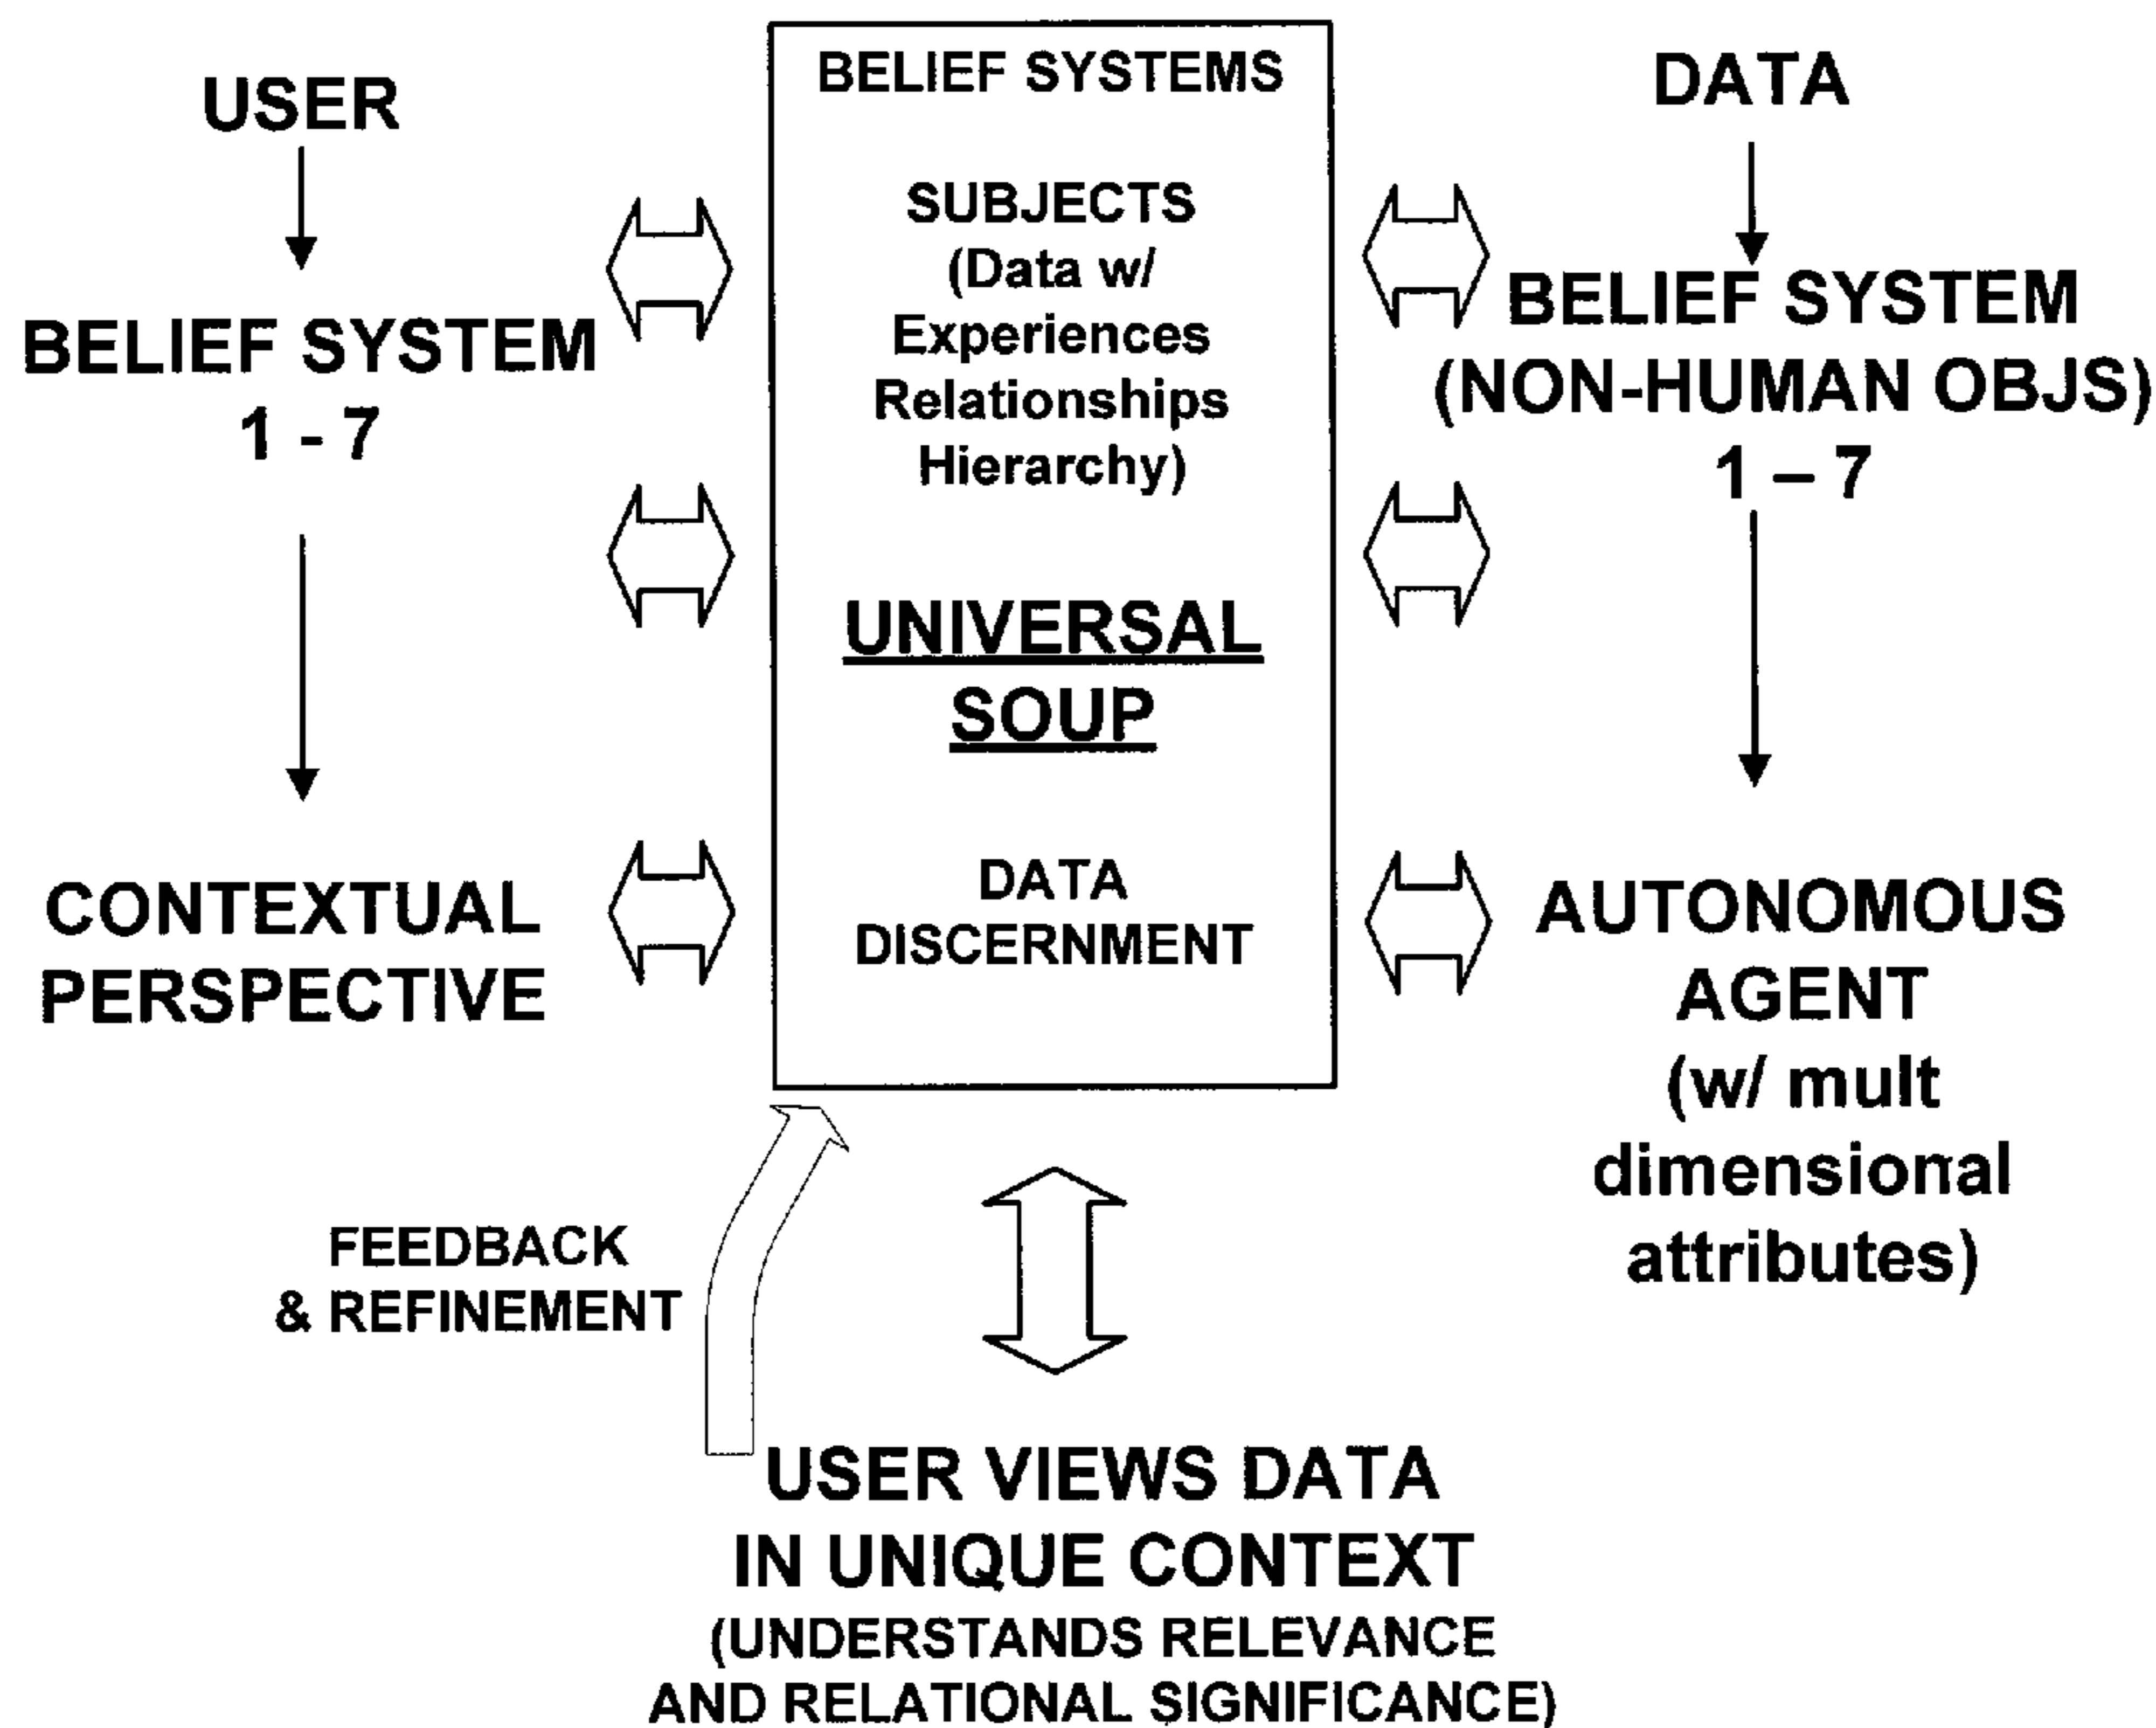 USER
BELIEF SYSTEM
1 - 7
CONTEXTUAL
PERSPECTIVE
BELIEF SYSTEMS
SUBJECTS
(Data w/
Experiences
Relationships
Hierarchy)
UNIVERSAL
SOUP
DATA
DISCERNMENT
DATA
BELIEF SYSTEM
(NON-HUMAN OBJS)
1 – 7
AUTONOMOUS
AGENT
(w/ mult
dimensional
attributes)
FEEDBACK
& REFINEMENT
USER VIEWS DATA
IN UNIQUE CONTEXT
(UNDERSTANDS RELEVANCE
AND RELATIONAL SIGNIFICANCE)